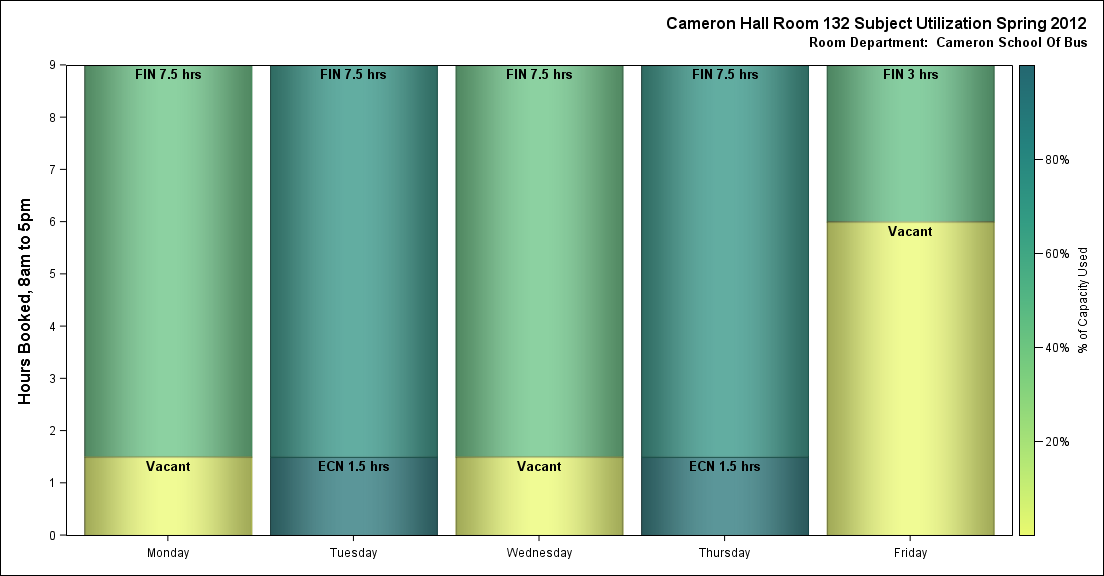 Cameron Hall Room 132 Subject Utilization Spring 2012
Room Department:  Cameron School Of Bus
Hours Booked, 8am to 5pm
9
8
7
6
5
4
3
2
1
0
FIN 7.5 hrs
Vacant
FIN 7.5 hrs
ECN 1.5 hrs
FIN 7.5 hrs
Vacant
FIN 7.5 hrs
ECN 1.5 hrs
FIN 3 hrs
Vacant
Monday
Tuesday
Wednesday
Thursday
Friday
80%
60%
40%
20%
% of Capacity Used